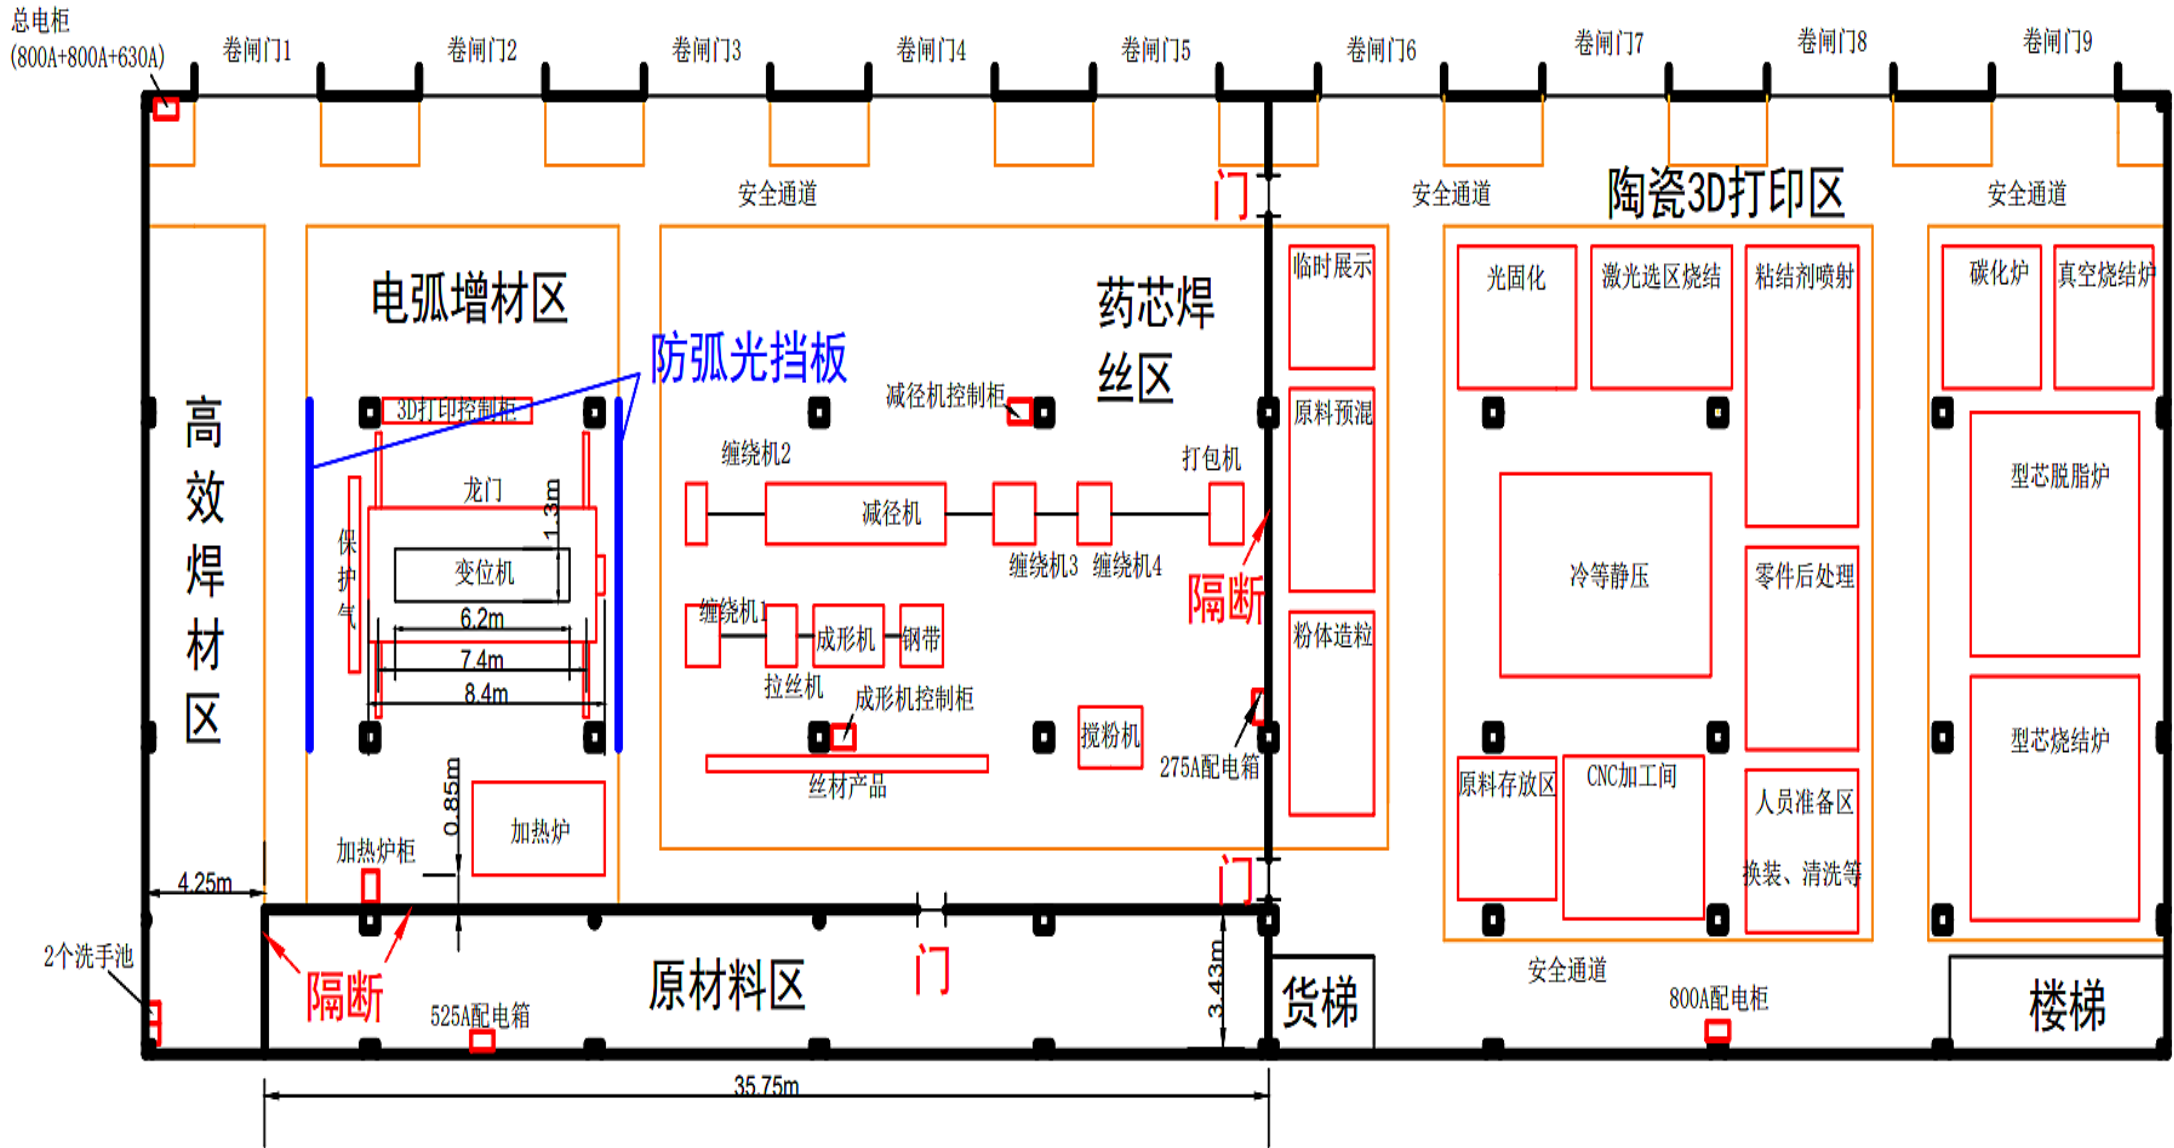 总电柜
(800A+800A+630A)
卷闸门1
卷闸门2
卷闸门3
卷闸门4
卷闸门5
卷闸门6
卷闸门7
卷闸门8
卷闸门9
安全通道
门
安全通道
陶瓷3D打印区
安全通道
电弧增材区
防弧光挡板
药芯焊
丝区
临时展示
光固化
激光选区烧结
粘结剂喷射
碳化炉
真空烧结炉
高效焊材区
3D打印控制柜
减径机控制柜
原料预混
缠绕机2
打包机
龙门
1.3m
减径机
型芯脱脂炉
保护气
变位机
缠绕机3
缠绕机4
隔断
冷等静压
零件后处理
6.2m
缠绕机1
成形机
钢带
粉体造粒
7.4m
8.4m
拉丝机
成形机控制柜
搅粉机
275A配电箱
型芯烧结炉
丝材产品
原料存放区
CNC加工间
人员准备区
换装、清洗等
0.85m
加热炉
加热炉柜
4.25m
门
2个洗手池
隔断
525A配电箱
原材料区
门
3.43m
货梯
安全通道
800A配电柜
楼梯
35.75m